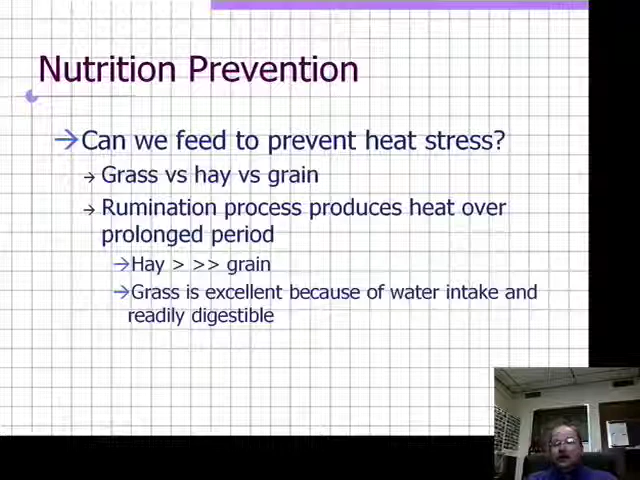 Nutrition Prevention
Can we feed to prevent heat stress?
Grass vs hay vs grain
Rumination process produces heat over
prolonged period
Hay > >> grain
Grass is excellent because of water intake and
readily digestible